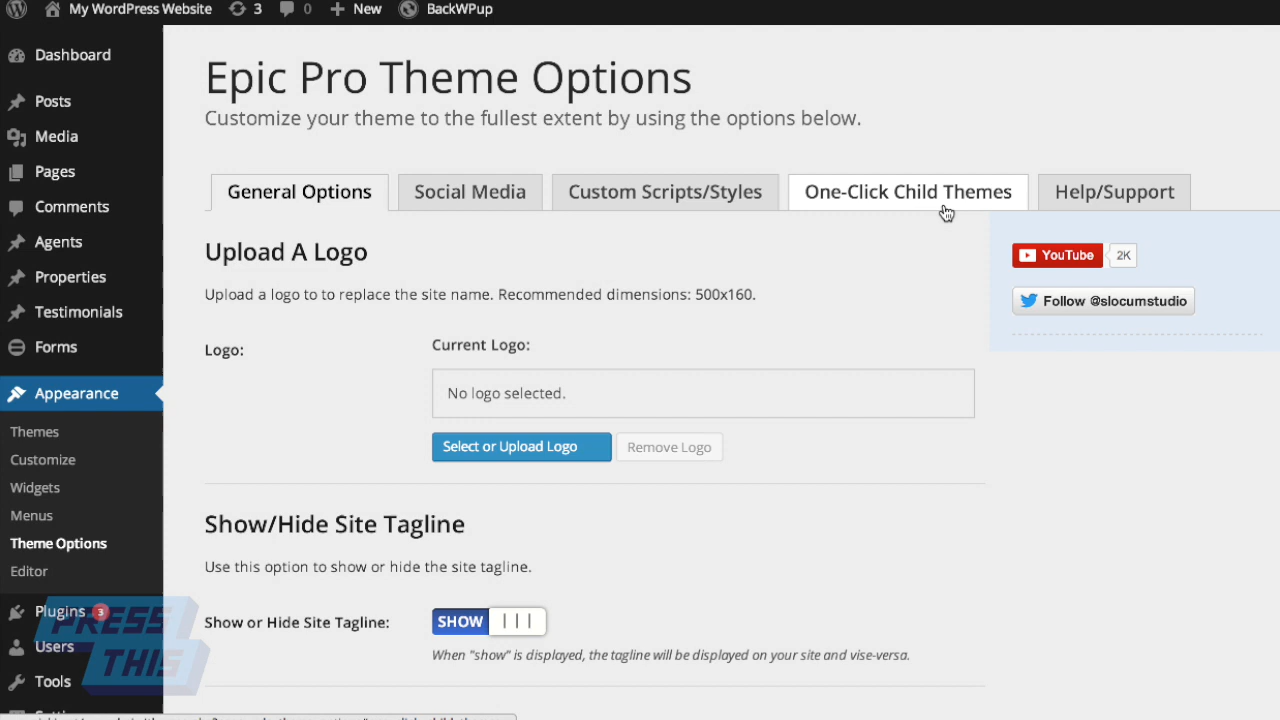 My WordPress Website 3 0 New BackWPup
Dashboard
Posts
Media
Pages
Comments
Agents
Properties
Testimonials
Forms
Appearance
Themes
Customize
Widgets
Menus
Theme Options
Editor
Plugins 3
Users
Tools
PRESS
THIS
Epic Pro Theme Options
Customize your theme to the fullest extent by using the options below.
General Options Social Media Custom Scripts/Styles One-Click Child Themes Help/Support
Upload A Logo
Upload a logo to to replace the site name. Recommended dimensions: 500x160.
Logo:
Current Logo:
No logo selected.
Select or Upload Logo Remove Logo
Show/Hide Site Tagline
Use this option to show or hide the site tagline.
Show or Hide Site Tagline: SHOW
When "show" is displayed, the tagline will be displayed on your site and vise-versa.
YouTube 2K
Follow @slocumstudio